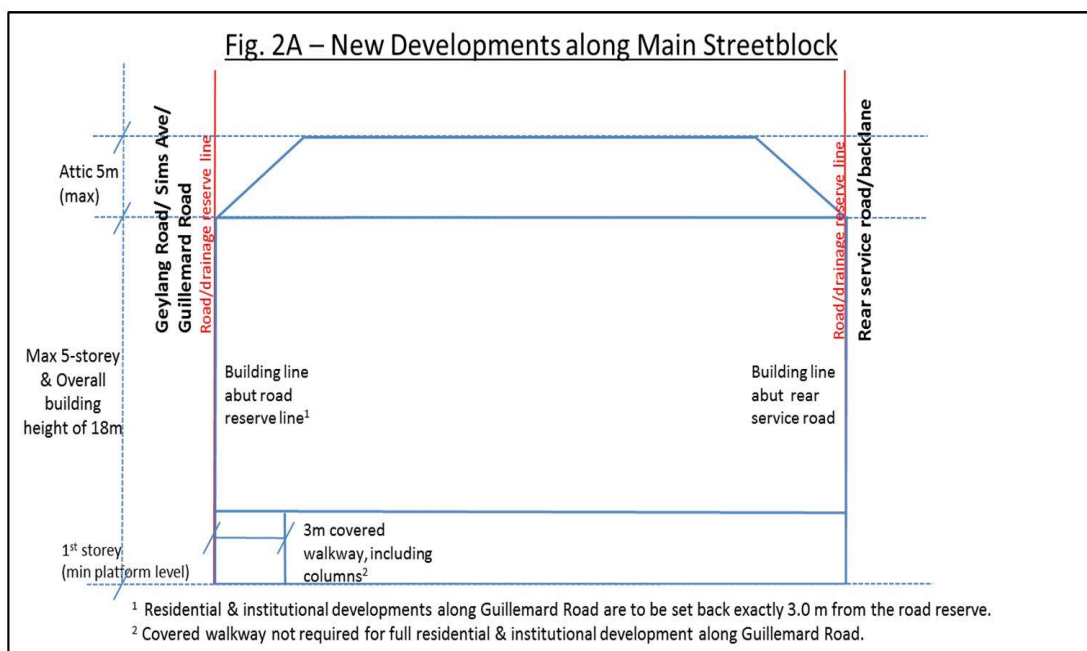 Fig. 2A – New Developments along Main Streetblock
Attic 5m
(max)
Geylang Road/ Sims Ave/
Guillemard Road
Road/drainage reserve line
Road/drainage reserve line
Rear service road/backlane
Max 5-storey
& Overall
building
height of 18m
Building line
abut road
reserve line¹
Building line
abut rear
service road
1ˢᵗ storey
(min platform level)
3m covered
walkway, including
columns²
¹ Residential & institutional developments along Guillemard Road are to be set back exactly 3.0 m from the road reserve.
² Covered walkway not required for full residential & institutional development along Guillemard Road.